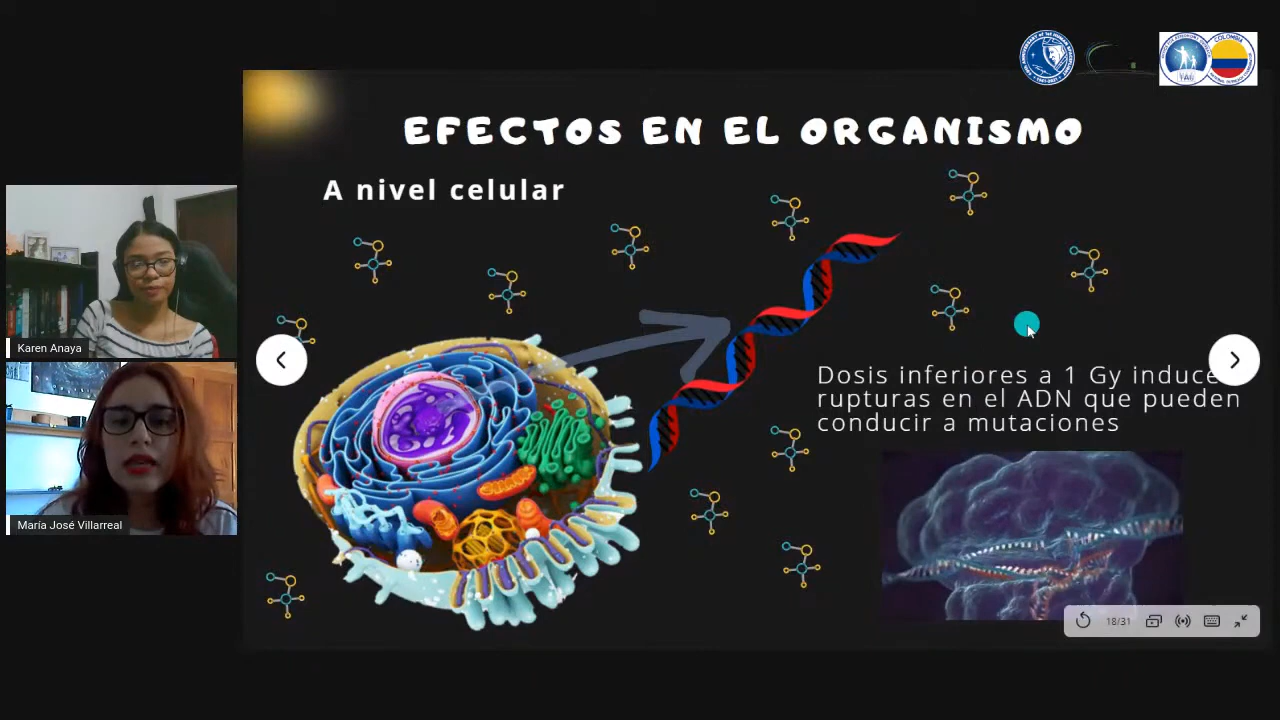 COLOMBIA
EFECTOS EN EL ORGANISMO
A nivel celular
Karen Anaya
Dosis inferiores a 1 Gy induce
rupturas en el ADN que pueden
conducir a mutaciones
María José Villarreal
18/31